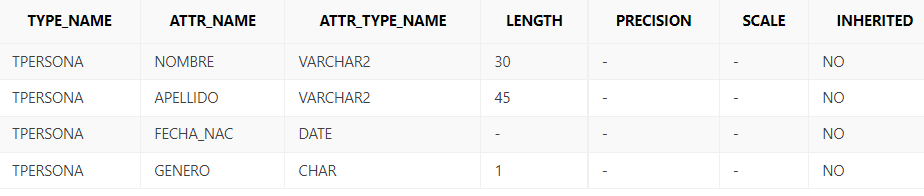 TYPE_NAME ATTR_NAME ATTR_TYPE_NAME LENGTH PRECISION SCALE INHERITED
TPERSONA NOMBRE VARCHAR2 30 - - NO
TPERSONA APELLIDO VARCHAR2 45 - - NO
TPERSONA FECHA_NAC DATE - - - NO
TPERSONA GENERO CHAR 1 - - NO